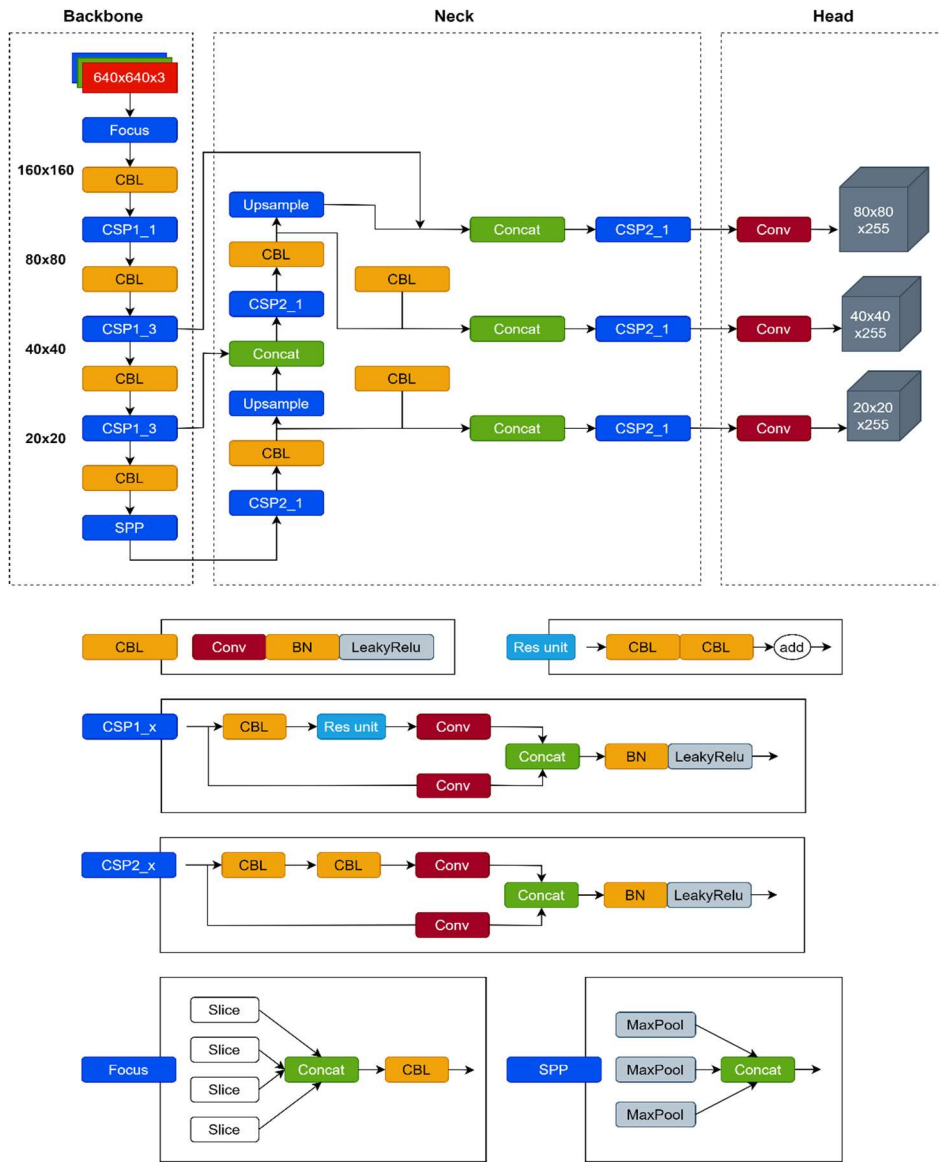 Backbone
Neck
Head
640x640x3
Focus
160x160
CBL
CSP1_1
80x80
CBL
CSP1_3
40x40
CBL
CSP1_3
20x20
CBL
SPP
Upsample
CBL
CSP2_1
Concat
Upsample
CBL
CSP2_1
CBL
CBL
Concat
CSP2_1
Conv
80x80
x255
Concat
CSP2_1
Conv
40x40
x255
Concat
CSP2_1
Conv
20x20
x255
CBL
Conv
BN
LeakyRelu
Res unit
CBL
CBL
add
CSP1_x
CBL
Res unit
Conv
Conv
Concat
BN
LeakyRelu
CSP2_x
CBL
CBL
Conv
Conv
Concat
BN
LeakyRelu
Focus
Slice
Slice
Slice
Slice
Concat
CBL
SPP
MaxPool
MaxPool
MaxPool
Concat